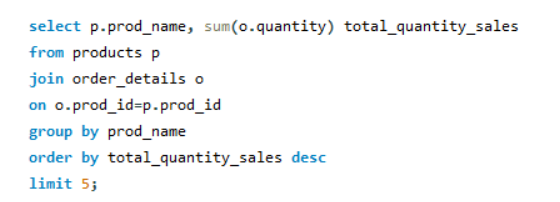 select p.prod_name, sum(o.quantity) total_quantity_sales
from products p
join order_details o
on o.prod_id=p.prod_id
group by prod_name
order by total_quantity_sales desc
limit 5;